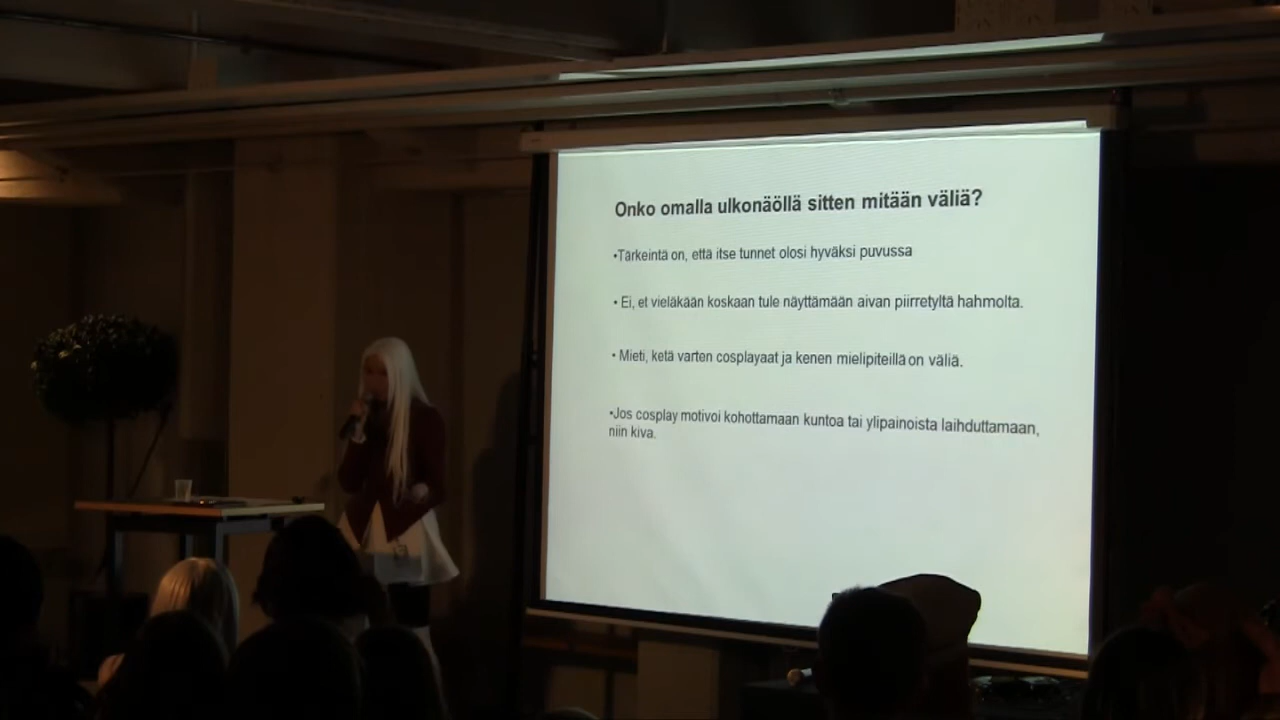 Onko omalla ulkonäöllä sitten mitään väliä?
•Tärkeintä on, että itse tunnet olosi hyväksi puvussa
• Ei, et vieläkään koskaan tule näyttämään aivan piirretyltä hahmolta.
• Mieti, ketä varten cosplayaat ja kenen mielipiteillä on väliä.
•Jos cosplay motivoi kohottamaan kuntoa tai ylipainoista laihduttamaan,
niin kiva.